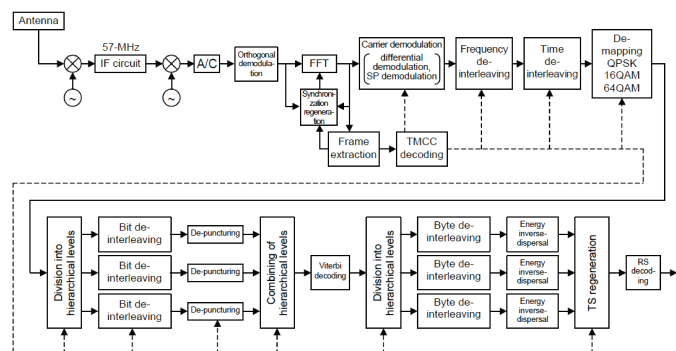 Antenna
57-MHz
IF circuit
A/C
Orthogonal
demodula-
tion
FFT
Carrier demodulation
differential
demodulation,
SP demodulation
Frequency
de-
interleaving
Time
de-
interleaving
De-
mapping
QPSK
16QAM
64QAM
~
~
Synchroni-
zation
regenera-
tion
Frame
extraction
TMCC
decoding
Division into
hierarchical levels
Bit de-
interleaving
De-puncturing
Bit de-
interleaving
De-puncturing
Bit de-
interleaving
De-puncturing
Combining of
hierarchical levels
Viterbi
decoding
Division into
hierarchical levels
Byte de-
interleaving
Energy
inverse-
dispersal
Byte de-
interleaving
Energy
inverse-
dispersal
Byte de-
interleaving
Energy
inverse-
dispersal
TS regeneration
RS
decod-
ing